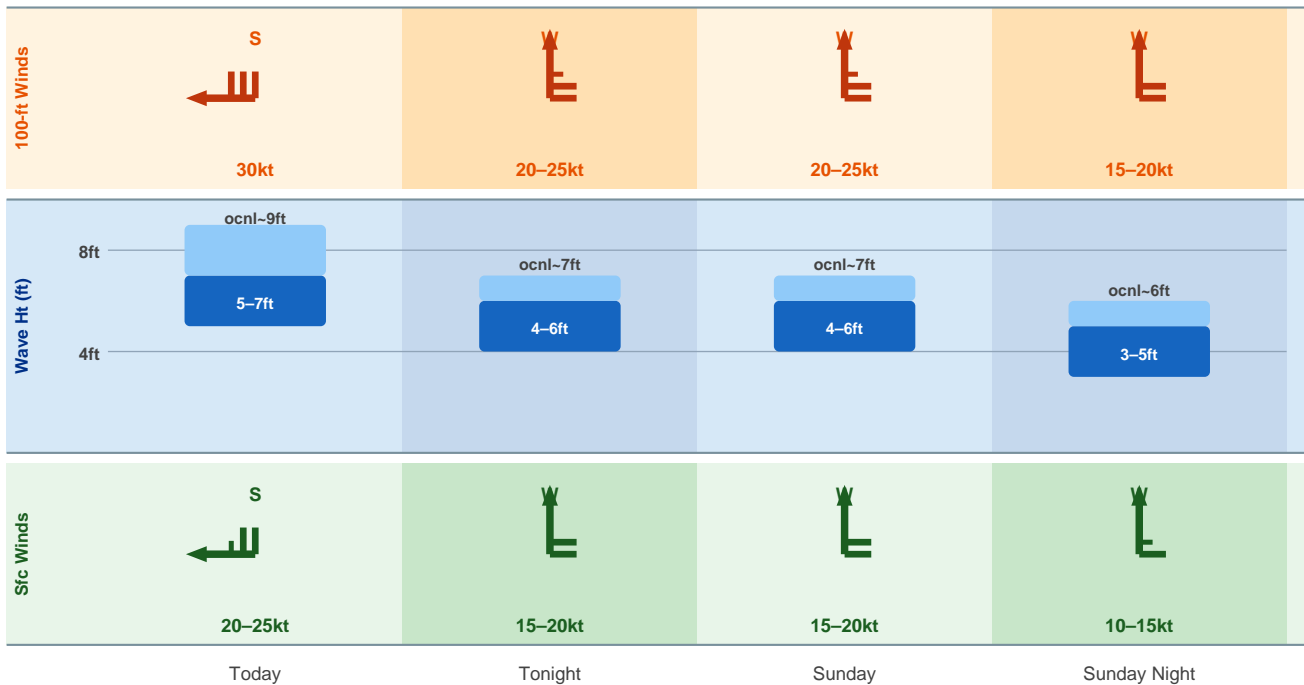 100-ft Winds
S
W
W
W
30kt
20–25kt
20–25kt
15–20kt
Wave Ht (ft)
8ft
4ft
ocnl~9ft
5–7ft
ocnl~7ft
4–6ft
ocnl~7ft
4–6ft
ocnl~6ft
3–5ft
Sfc Winds
S
W
W
W
20–25kt
15–20kt
15–20kt
10–15kt
Today
Tonight
Sunday
Sunday Night